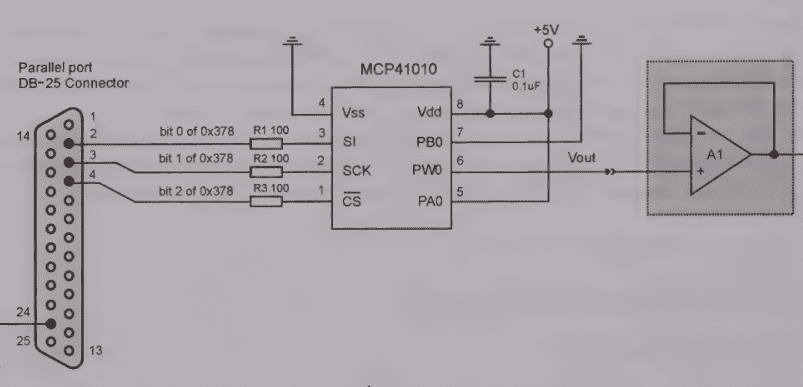 +5V
Parallel port
DB-25 Connector
MCP41010
C1
0.1uF
1
14
2
3
4
bit 0 of 0x378
R1 100
bit 1 of 0x378
R2 100
bit 2 of 0x378
R3 100
4
Vss
Vdd
8
3
SI
PB0
7
2
SCK
PW0
6
1
CS
PA0
5
Vout
-
+
A1
24
25
13